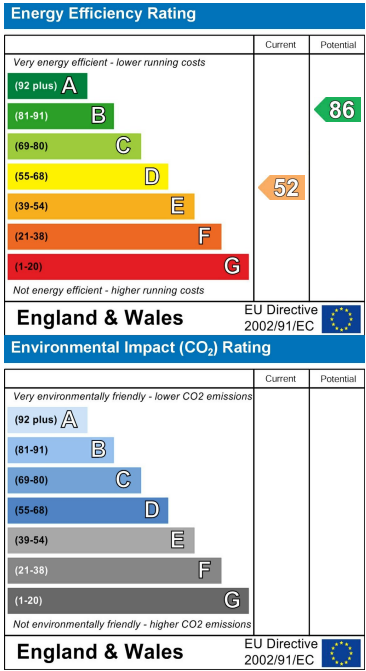 Energy Efficiency Rating
Current Potential
Very energy efficient - lower running costs
(92 plus) A
(81-91) B
86
(69-80) C
(55-68) D
52
(39-54) E
(21-38) F
(1-20) G
Not energy efficient - higher running costs
England & Wales
EU Directive
2002/91/EC
Environmental Impact (CO₂) Rating
Current Potential
Very environmentally friendly - lower CO2 emissions
(92 plus) A
(81-91) B
(69-80) C
(55-68) D
(39-54) E
(21-38) F
(1-20) G
Not environmentally friendly - higher CO2 emissions
England & Wales
EU Directive
2002/91/EC